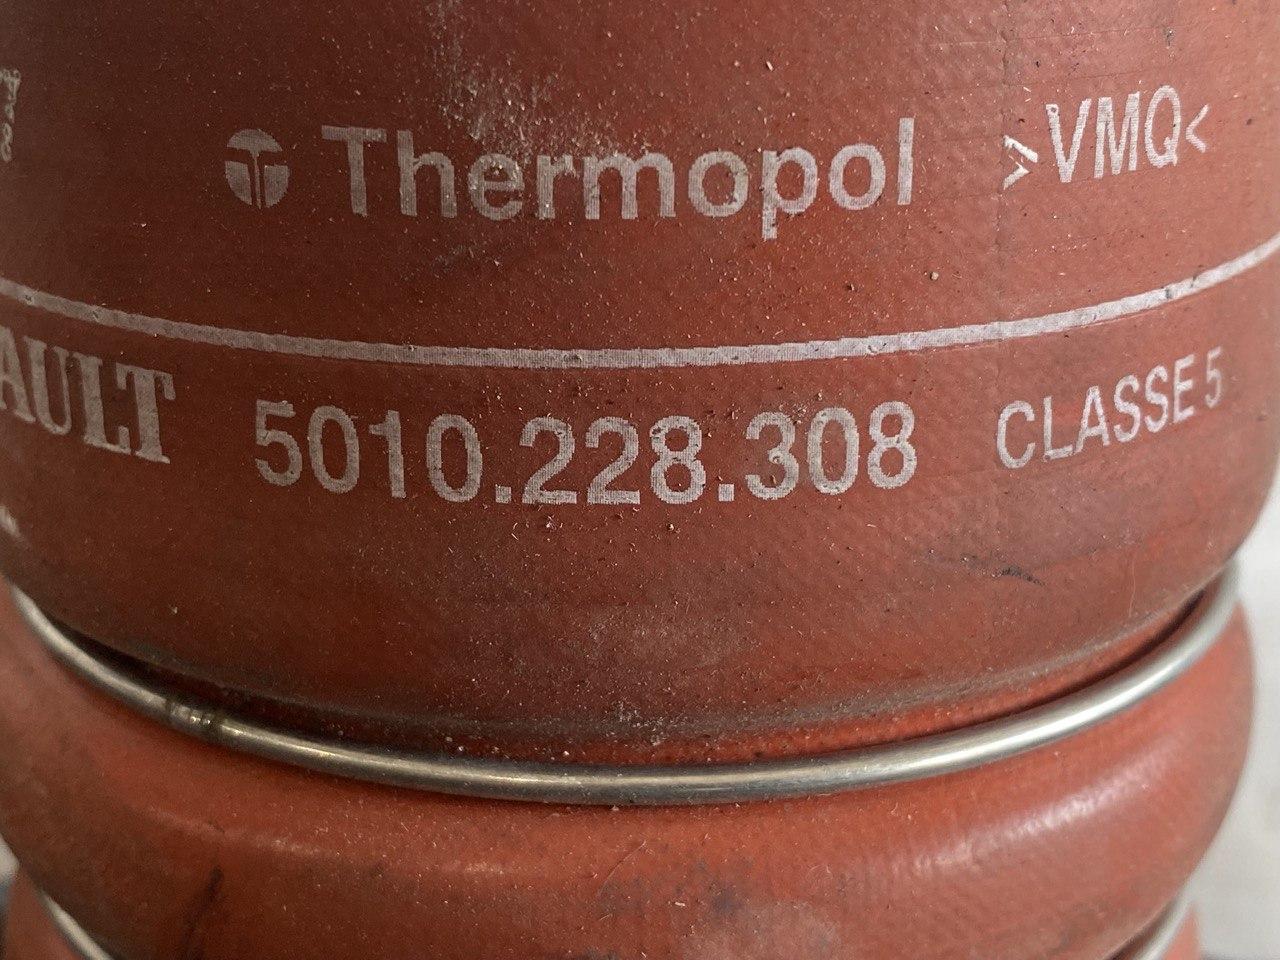 Thermopol >VMQ<
AULT 5010.228.308 CLASSE 5